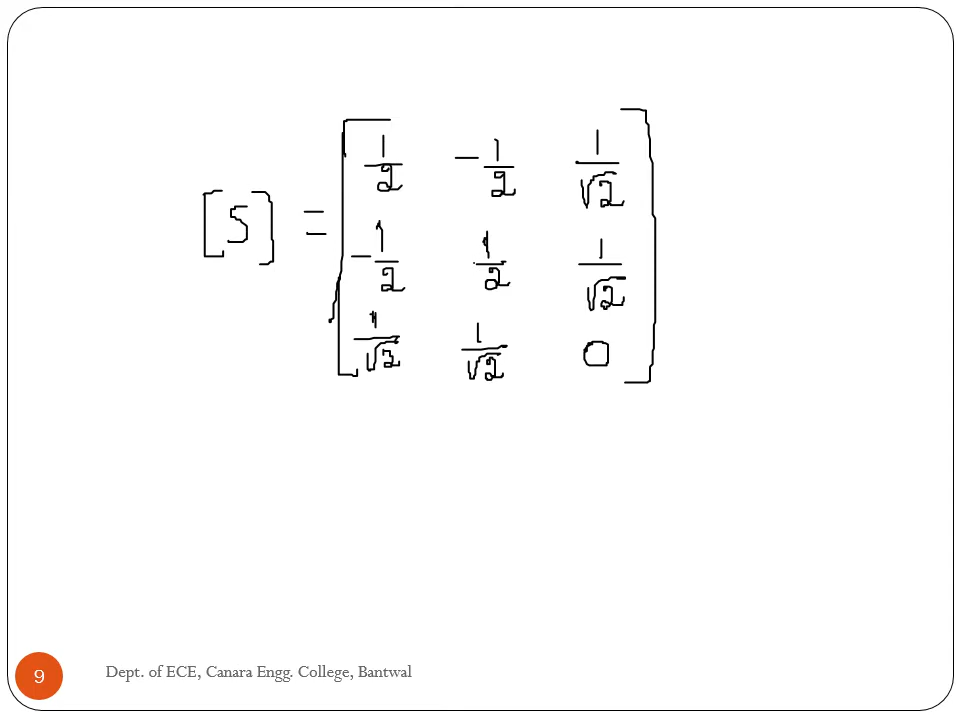 [S] = [ 1/2 -1/2 1/√2
-1/2 1/2 1/√2
1/√2 1/√2 0 ]
9 Dept. of ECE, Canara Engg. College, Bantwal